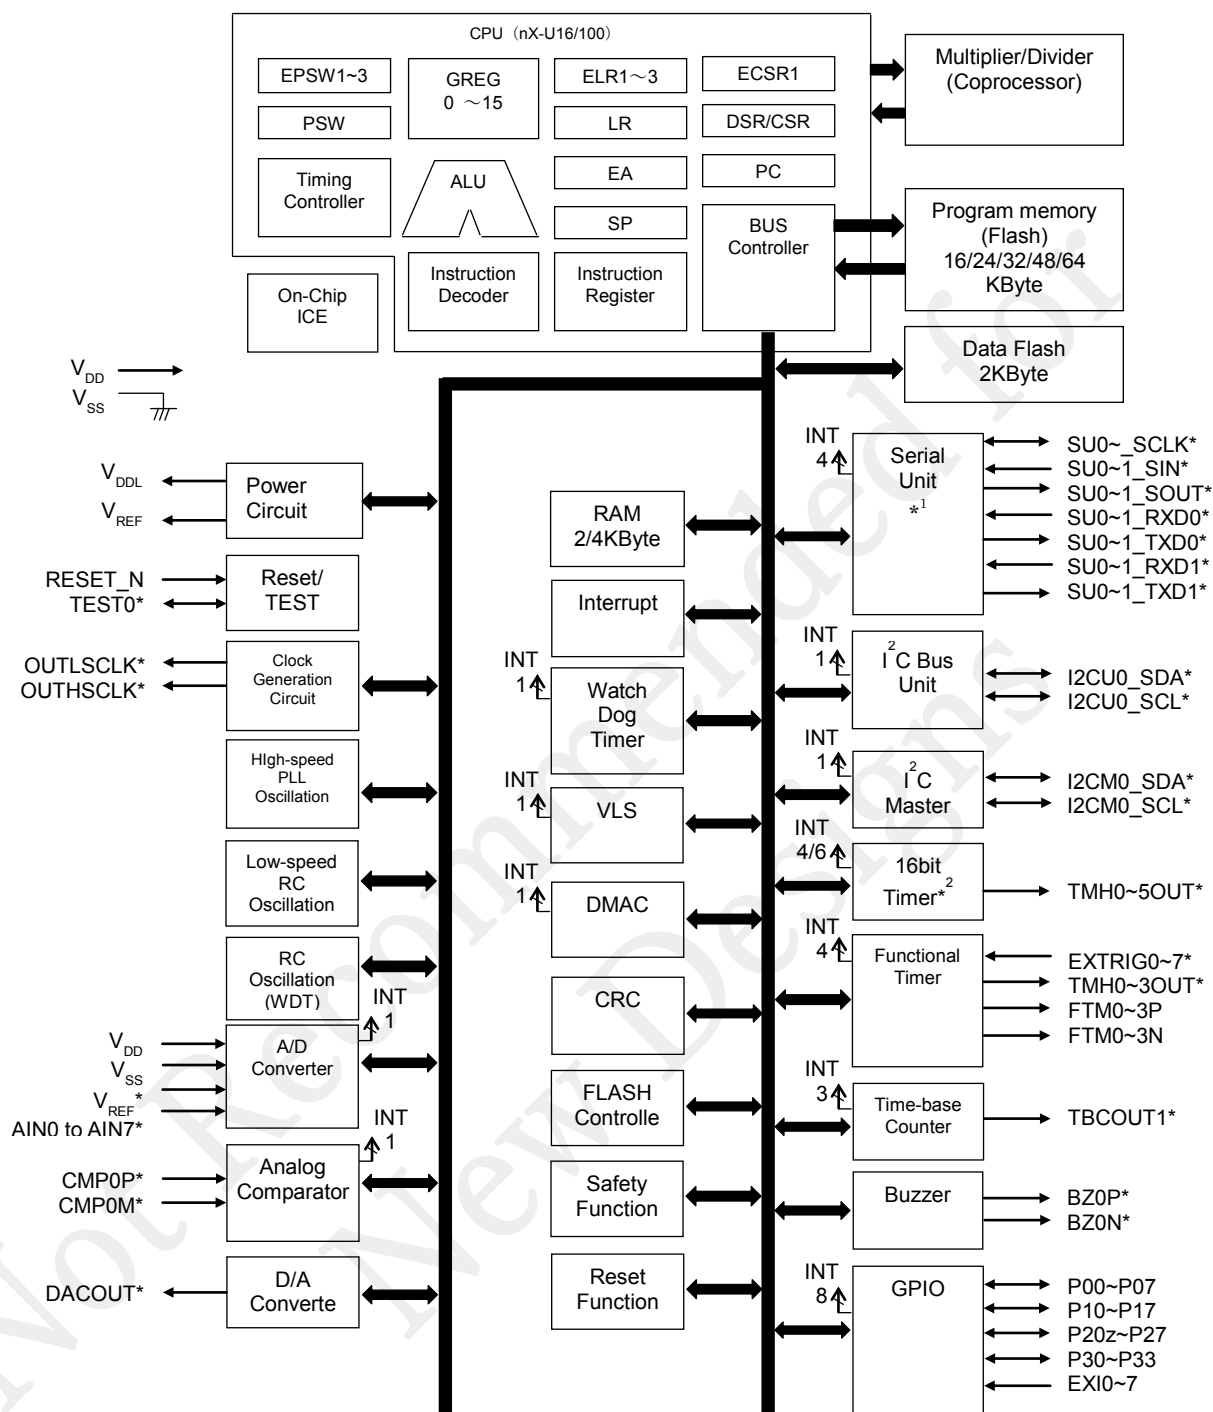 CPU（nX-U16/100）
EPSW1~3
GREG
0 ～15
ELR1～3
ECSR1
PSW
LR
DSR/CSR
Timing
Controller
ALU
EA
PC
SP
BUS
Controller
Instruction
Decoder
Instruction
Register
On-Chip
ICE
Multiplier/Divider
(Coprocessor)
Program memory
(Flash)
16/24/32/48/64
KByte
Data Flash
2KByte
VDD
VSS
VDDL
VREF
Power
Circuit
RESET_N
TEST0*
Reset/
TEST
OUTLSCLK*
OUTHSCLK*
Clock
Generation
Circuit
HIgh-speed
PLL
Oscillation
Low-speed
RC
Oscillation
RC
Oscillation
(WDT)
INT
1
VDD
VSS
VREF*
AIN0 to AIN7*
A/D
Converter
INT
1
CMP0P*
CMP0M*
Analog
Comparator
DACOUT*
D/A
Converte
RAM
2/4KByte
Interrupt
INT
1
Watch
Dog
Timer
INT
1
VLS
INT
1
DMAC
CRC
FLASH
Controlle
Safety
Function
Reset
Function
INT
4
Serial
Unit
*1
SU0~_SCLK*
SU0~1_SIN*
SU0~1_SOUT*
SU0~1_RXD0*
SU0~1_TXD0*
SU0~1_RXD1*
SU0~1_TXD1*
INT
1
I2C Bus
Unit
I2CU0_SDA*
I2CU0_SCL*
INT
1
I2C
Master
I2CM0_SDA*
I2CM0_SCL*
INT
4/6
16bit
Timer*2
TMH0~5OUT*
INT
4
Functional
Timer
EXTRIG0~7*
TMH0~3OUT*
FTM0~3P
FTM0~3N
INT
3
Time-base
Counter
TBCOUT1*
Buzzer
BZ0P*
BZ0N*
INT
8
GPIO
P00~P07
P10~P17
P20z~P27
P30~P33
EXI0~7
Not Recommended for
New Designs